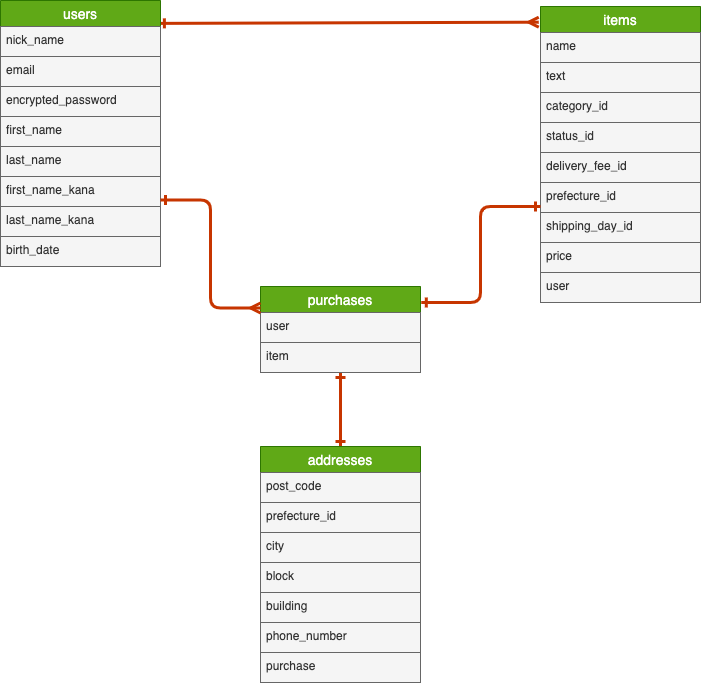 users
nick_name
email
encrypted_password
first_name
last_name
first_name_kana
last_name_kana
birth_date
items
name
text
category_id
status_id
delivery_fee_id
prefecture_id
shipping_day_id
price
user
purchases
user
item
addresses
post_code
prefecture_id
city
block
building
phone_number
purchase